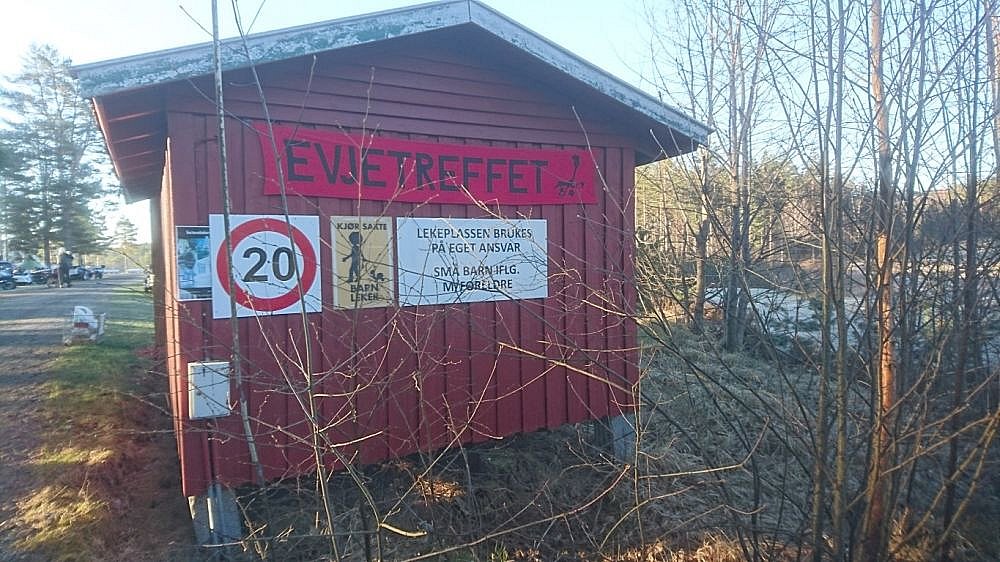 EVJETREFFET
20
KJØR SAKTE
BARN
LEKER
LEKEPLASSEN BRUKES
PÅ EGET ANSVAR
SMÅ BARN IFLG.
M/FORELDRE